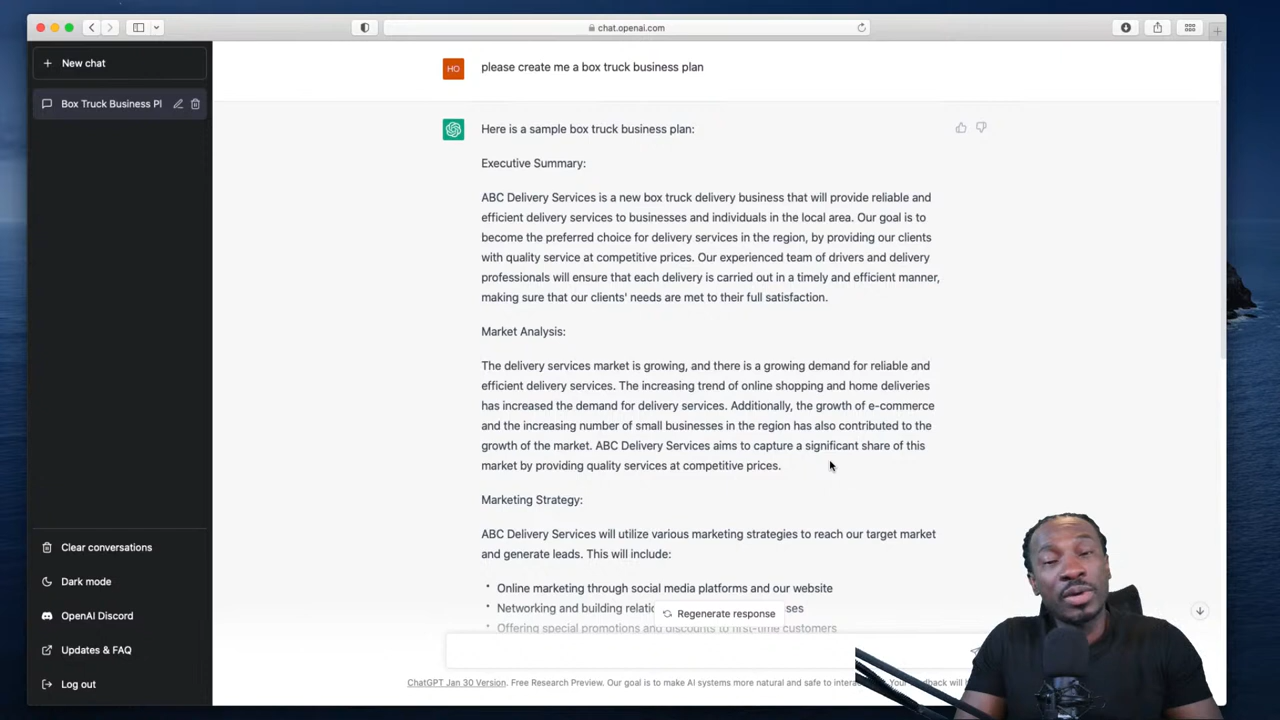 chat.openai.com
New chat
Box Truck Business Pl
HO
please create me a box truck business plan
Here is a sample box truck business plan:
Executive Summary:
ABC Delivery Services is a new box truck delivery business that will provide reliable and
efficient delivery services to businesses and individuals in the local area. Our goal is to
become the preferred choice for delivery services in the region, by providing our clients
with quality service at competitive prices. Our experienced team of drivers and delivery
professionals will ensure that each delivery is carried out in a timely and efficient manner,
making sure that our clients' needs are met to their full satisfaction.
Market Analysis:
The delivery services market is growing, and there is a growing demand for reliable and
efficient delivery services. The increasing trend of online shopping and home deliveries
has increased the demand for delivery services. Additionally, the growth of e-commerce
and the increasing number of small businesses in the region has also contributed to the
growth of the market. ABC Delivery Services aims to capture a significant share of this
market by providing quality services at competitive prices.
Marketing Strategy:
ABC Delivery Services will utilize various marketing strategies to reach our target market
and generate leads. This will include:
Online marketing through social media platforms and our website
Networking and building
Offering special promotions and discounts to first-time customers
Regenerate response
Clear conversations
Dark mode
OpenAI Discord
Updates & FAQ
Log out
ChatGPT Jan 30 Version. Free Research Preview. Our goal is to make AI systems more natural and safe to feedback will